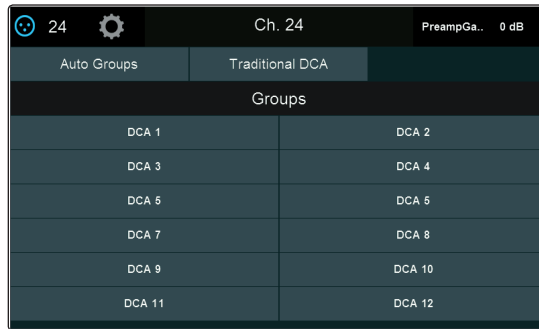 24 Ch. 24 PreampGa.. 0 dB
Auto Groups Traditional DCA
Groups
DCA 1 DCA 2
DCA 3 DCA 4
DCA 5 DCA 5
DCA 7 DCA 8
DCA 9 DCA 10
DCA 11 DCA 12